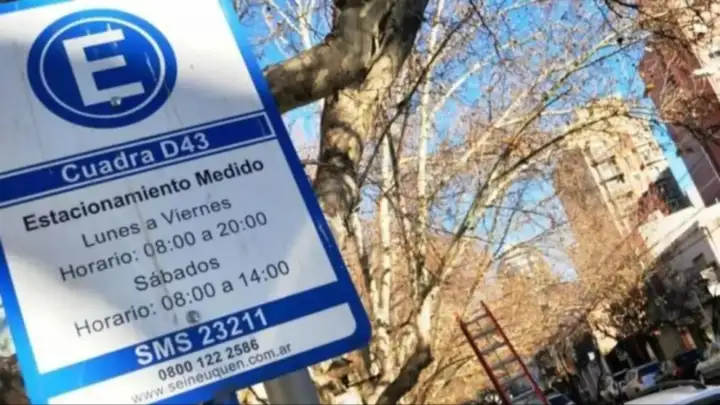 E
Cuadra D43
Estacionamiento Medido
Lunes a Viernes
Horario: 08:00 a 20:00
Sábados
Horario: 08:00 a 14:00
SMS 23211
0800 122 2586
www.seineuquen.com.ar